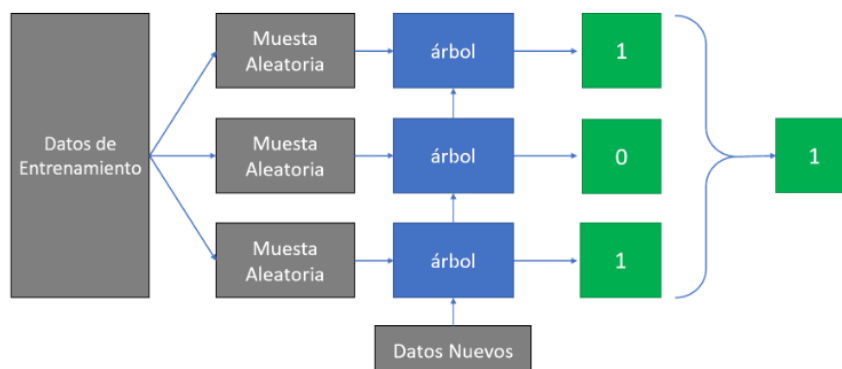 Muesta
Aleatoria
árbol
1
Datos de
Entrenamiento
Muesta
Aleatoria
árbol
0
1
Muesta
Aleatoria
árbol
1
Datos Nuevos